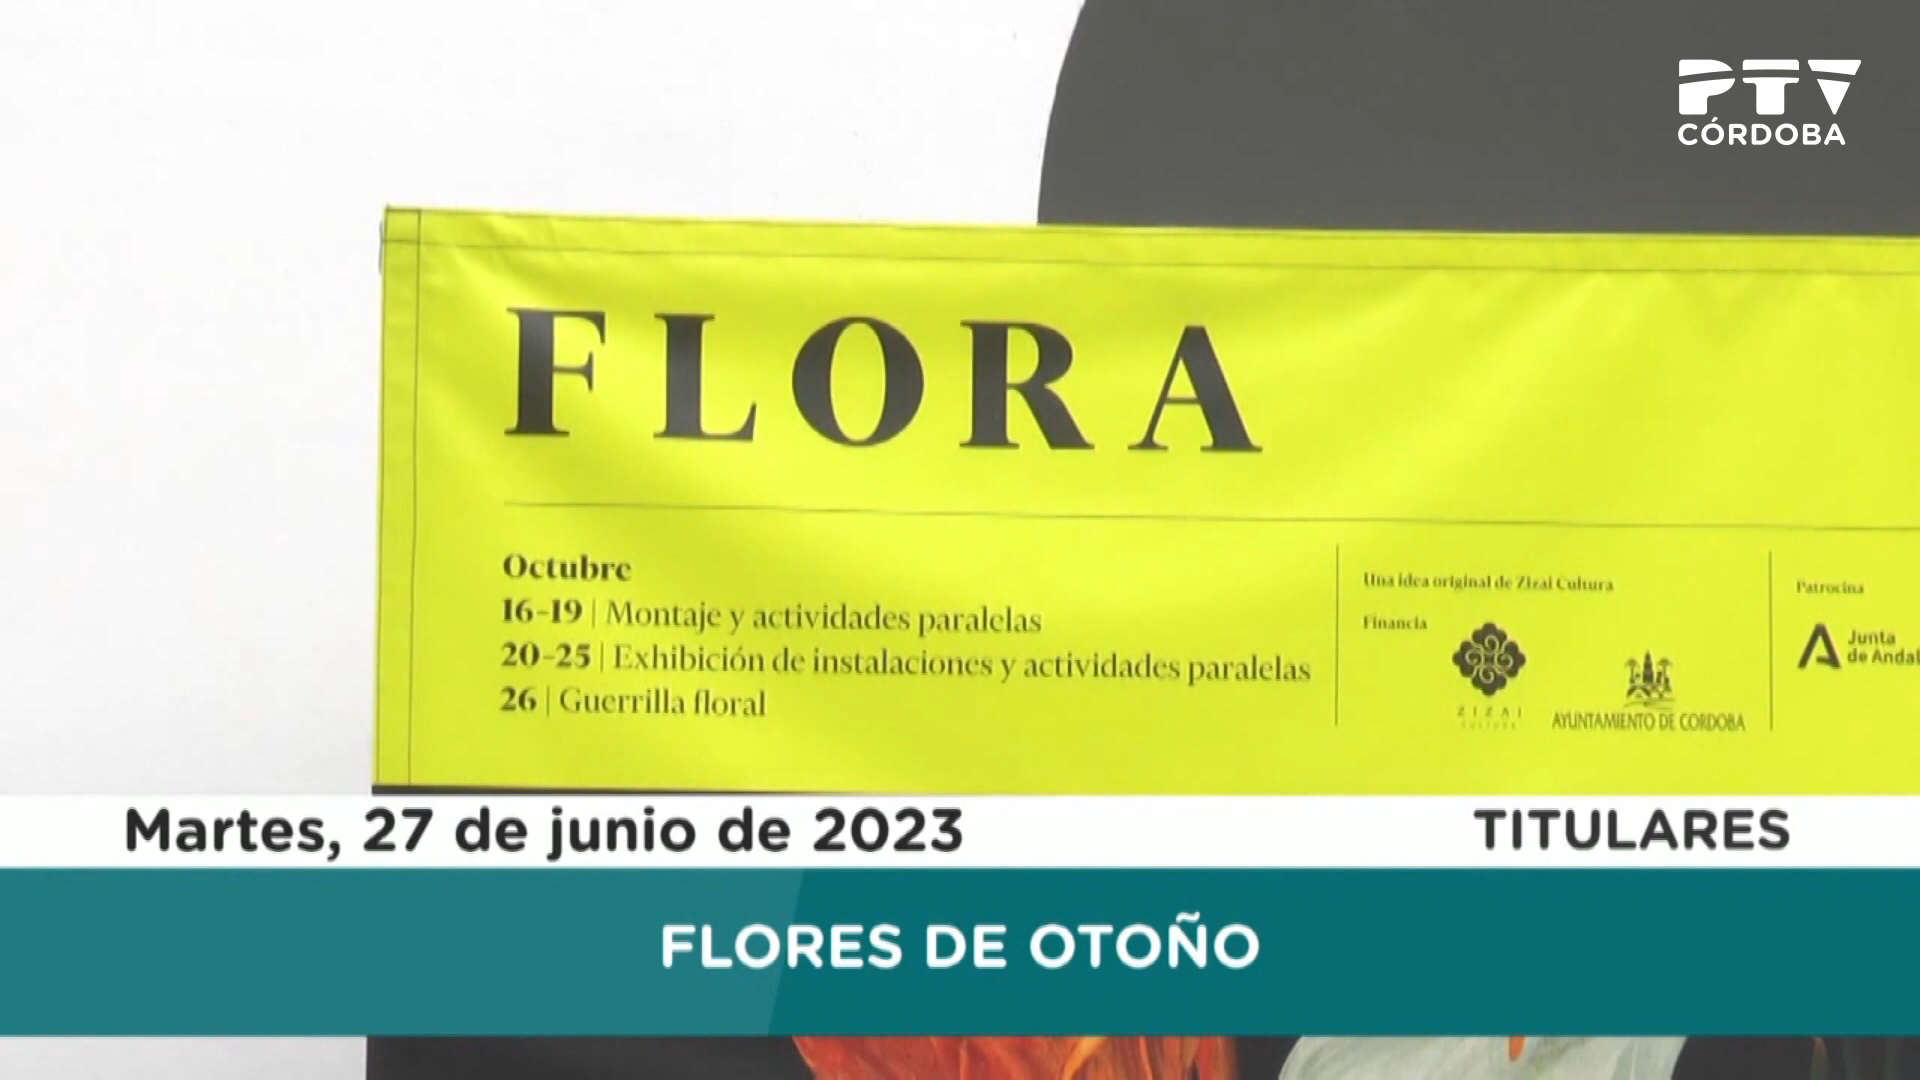 PTV
CÓRDOBA
FLORA
Octubre
16-19 | Montaje y actividades paralelas
20-25 | Exhibición de instalaciones y actividades paralelas
26 | Guerrilla floral
Una idea original de Zizai Cultura
Financia
ZIZAI
AYUNTAMIENTO DE CORDOBA
Patrocina
Junta
de Andal
Martes, 27 de junio de 2023
TITULARES
FLORES DE OTOÑO